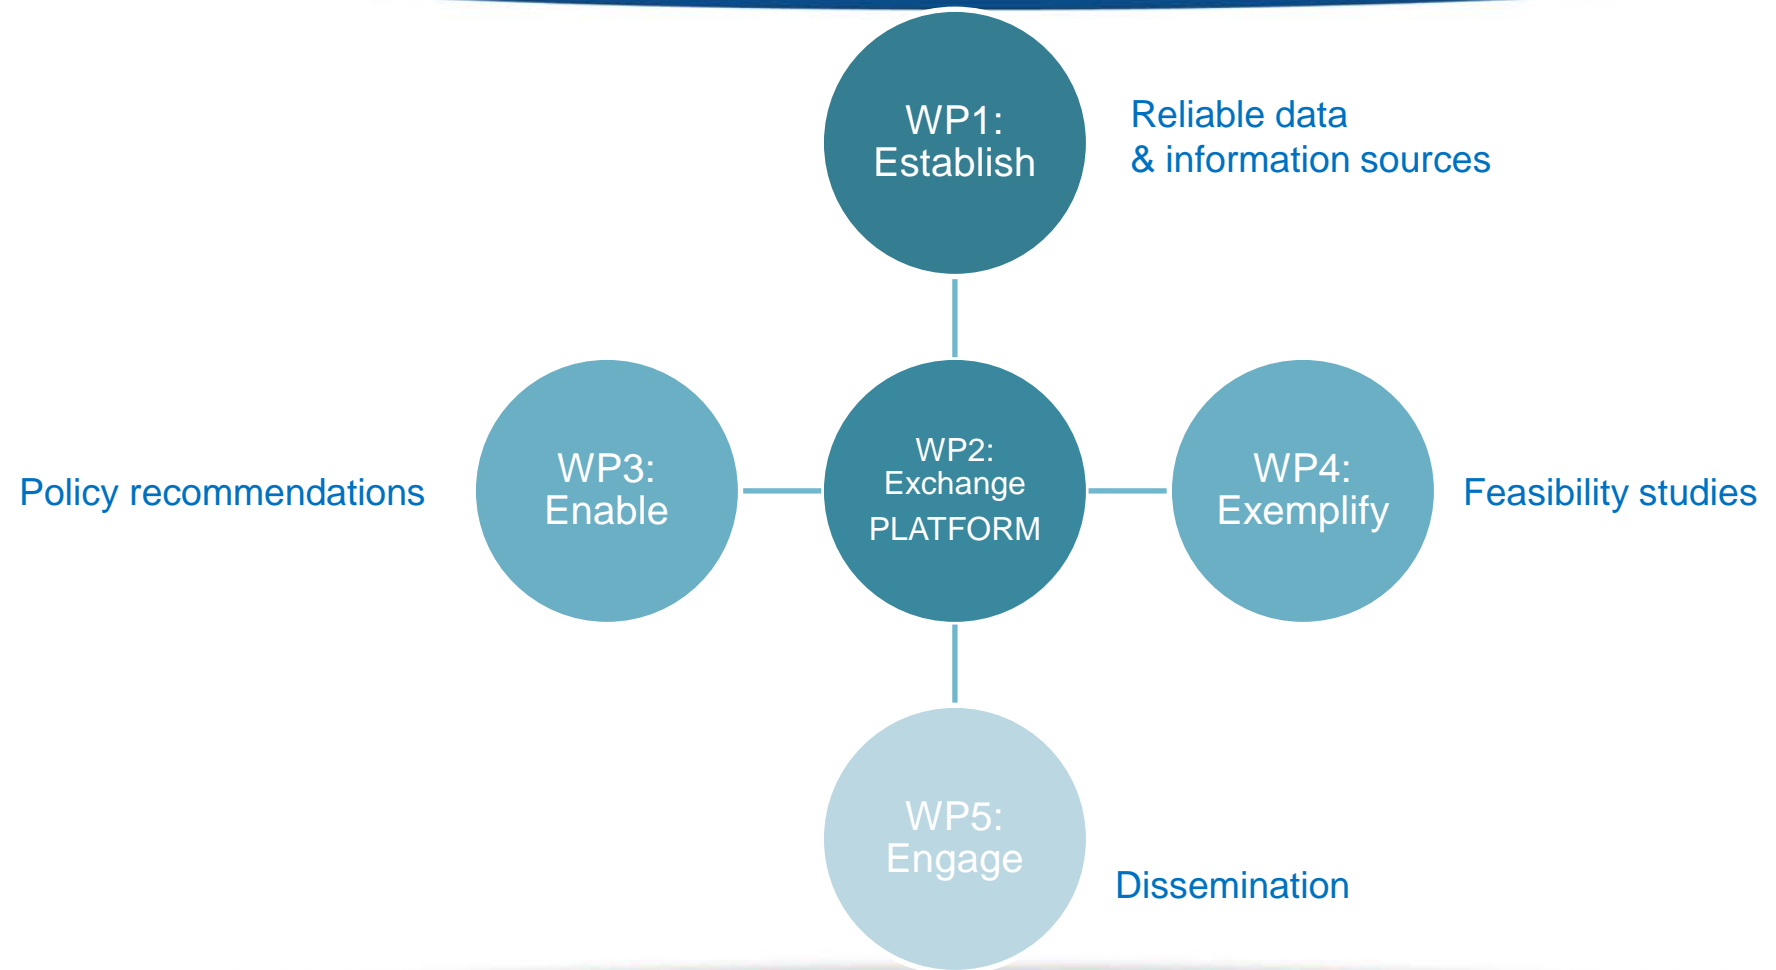 WP1:
Establish
Reliable data
& information sources
Policy recommendations
WP3:
Enable
WP2:
Exchange
PLATFORM
WP4:
Exemplify
Feasibility studies
WP5:
Engage
Dissemination